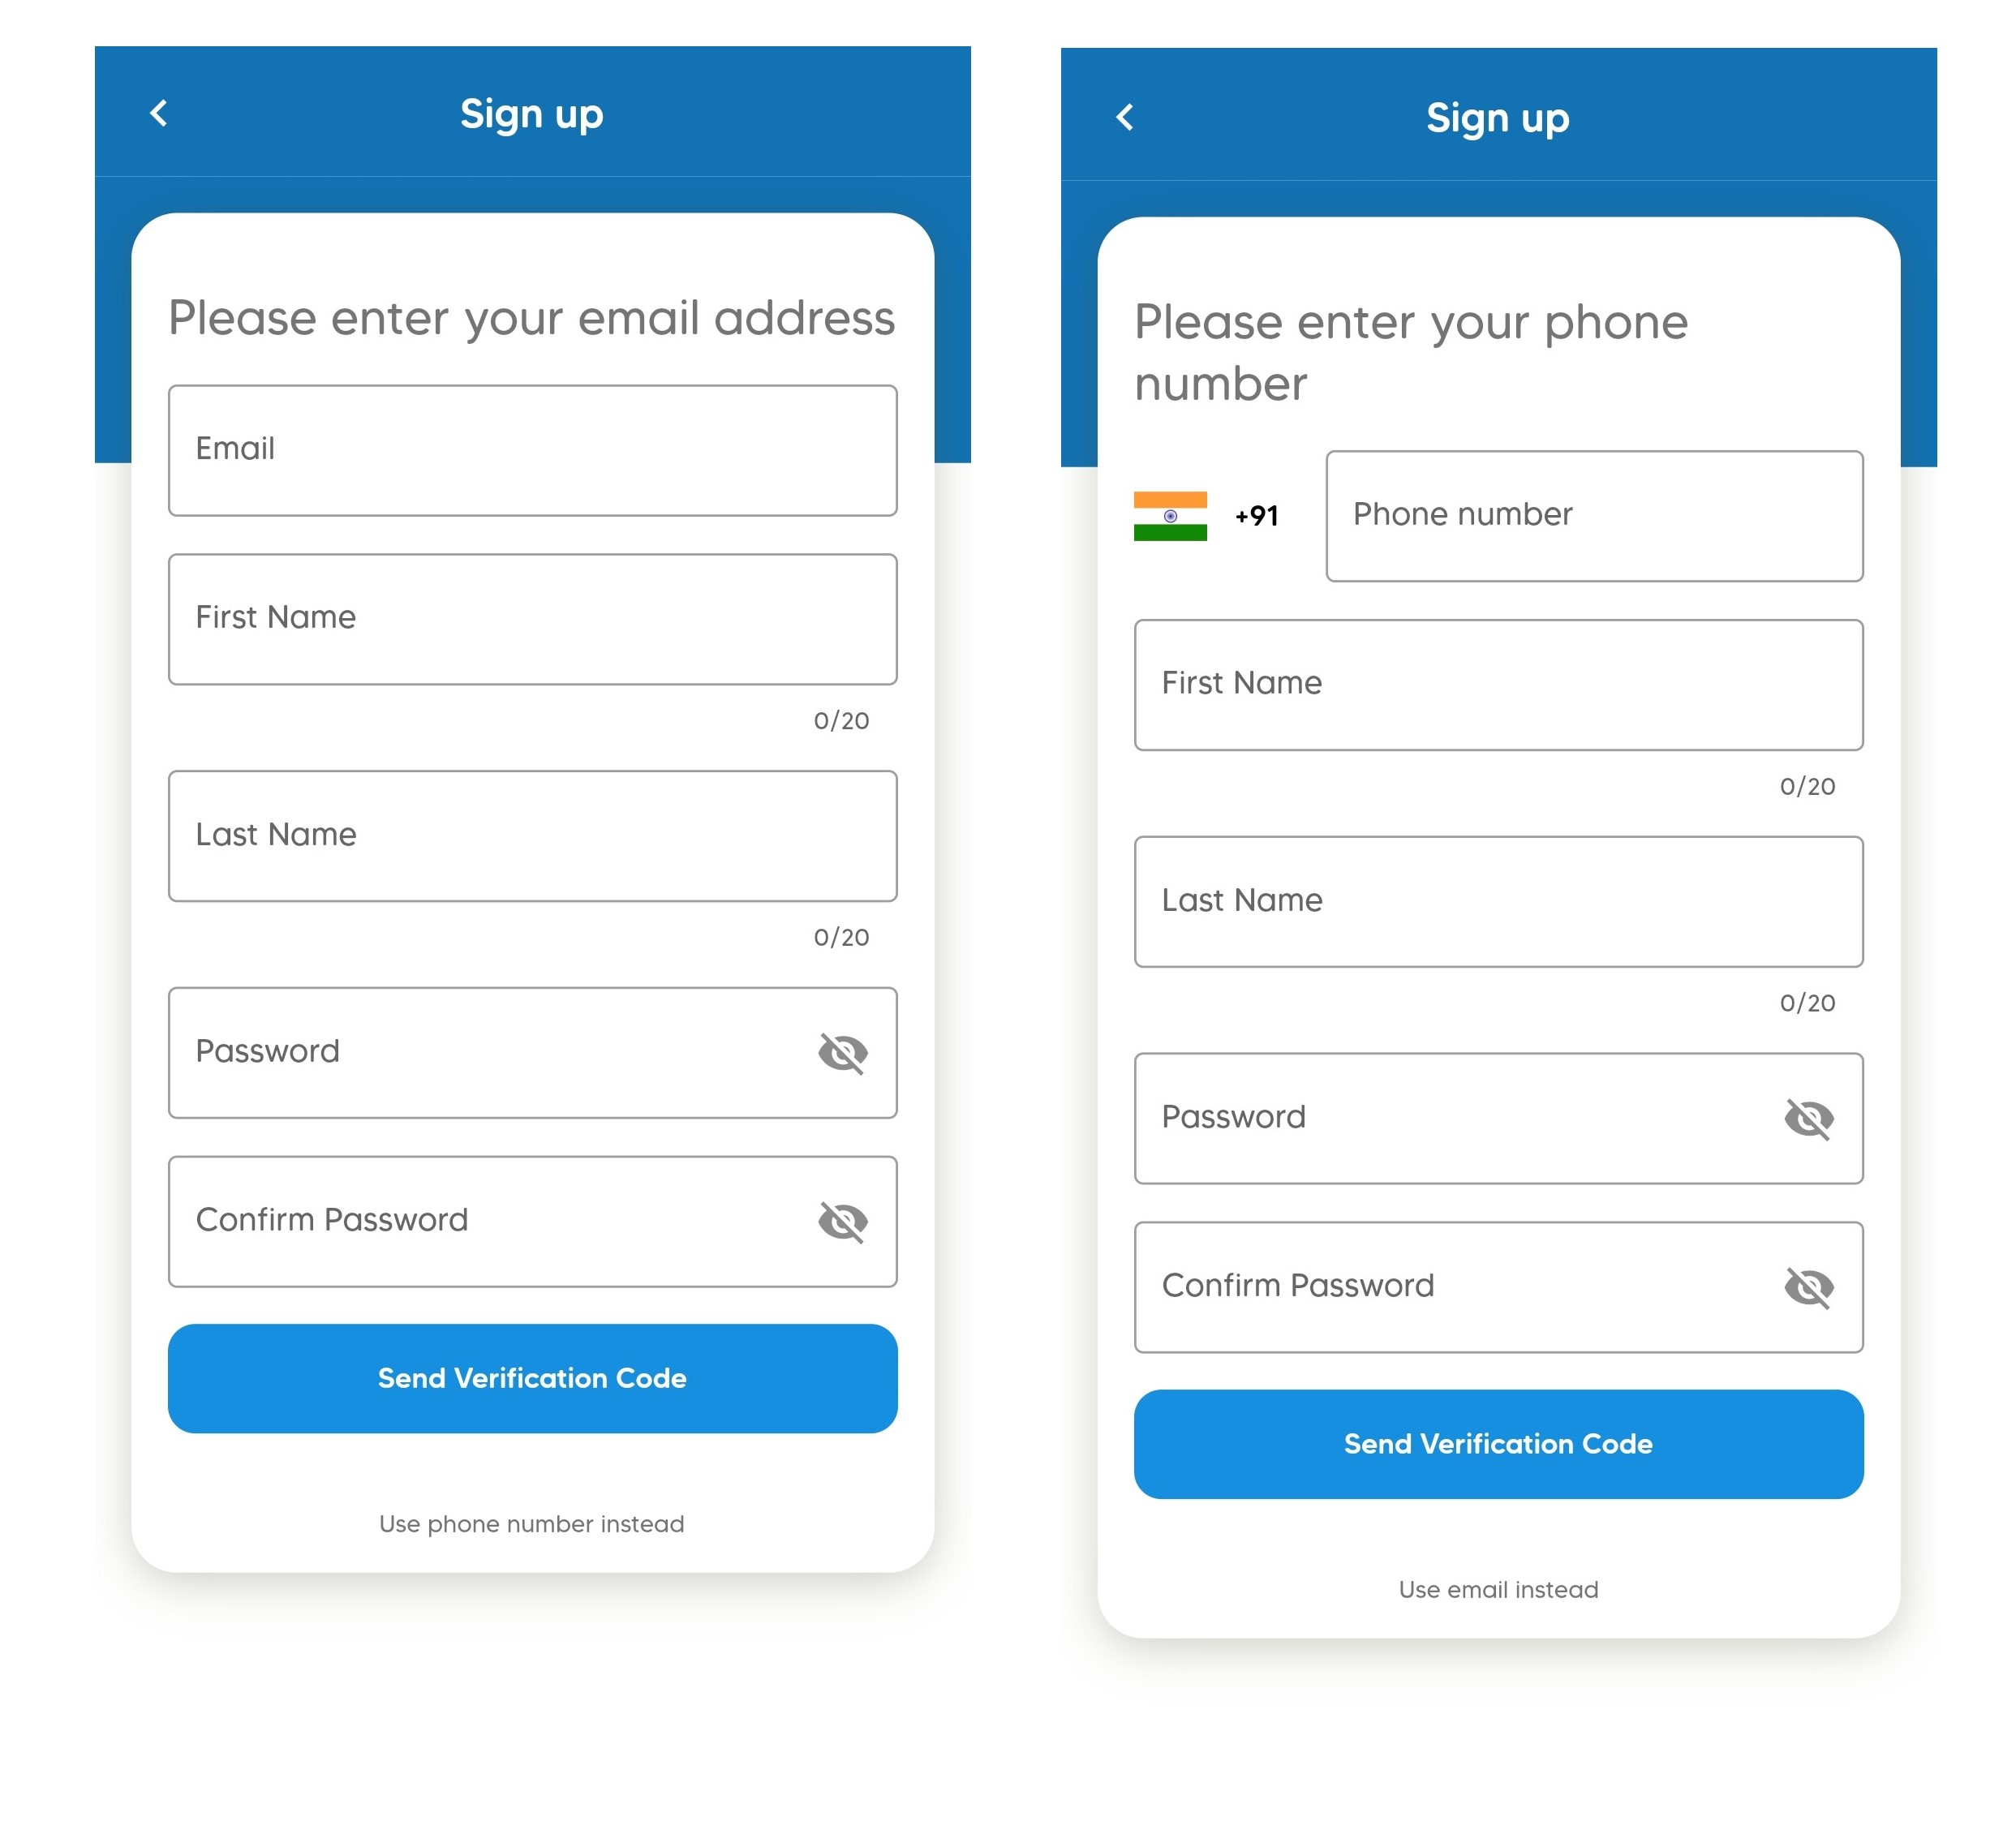 Sign up
Please enter your email address
Email
First Name
0/20
Last Name
0/20
Password
Confirm Password
Send Verification Code
Use phone number instead
Sign up
Please enter your phone
number
+91
Phone number
First Name
0/20
Last Name
0/20
Password
Confirm Password
Send Verification Code
Use email instead